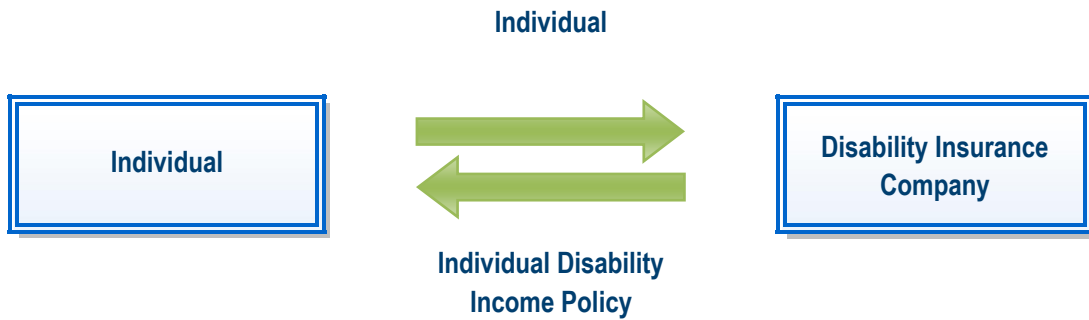 Individual
Individual
Disability Insurance
Company
Individual Disability
Income Policy